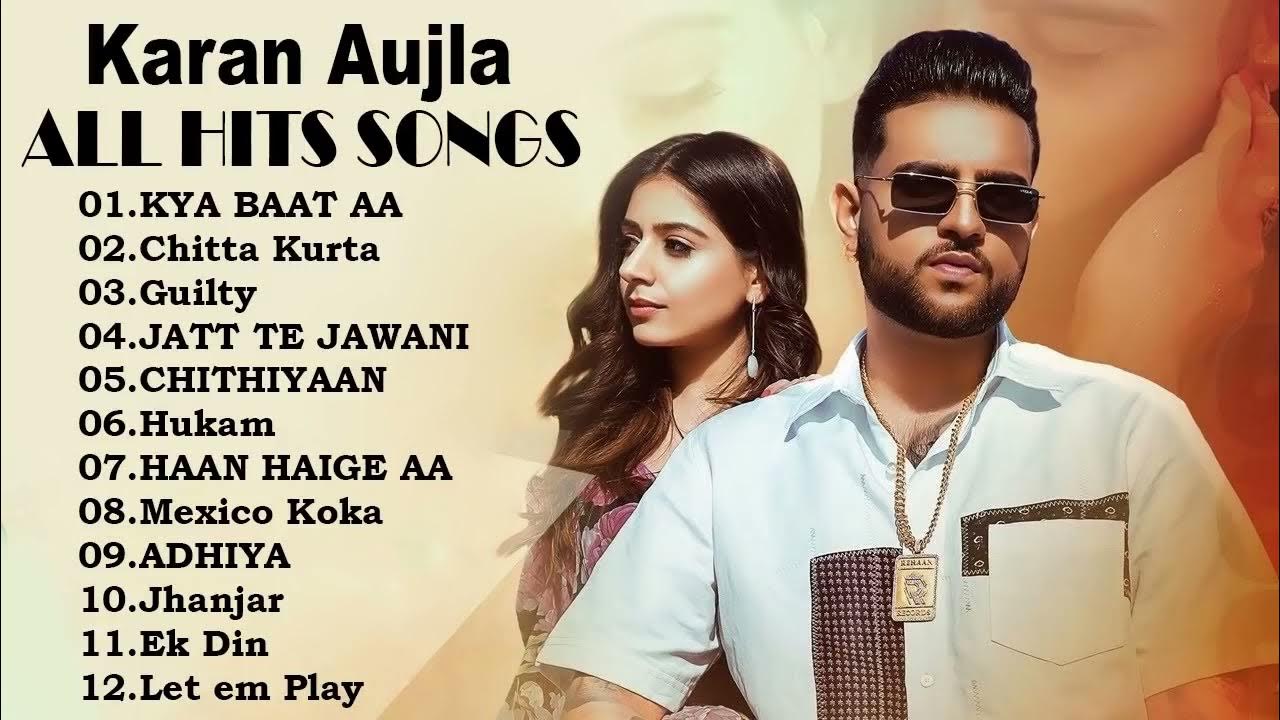 Karan Aujla
ALL HITS SONGS
01.KYA BAAT AA
02.Chitta Kurta
03.Guilty
04.JATT TE JAWANI
05.CHITHIYAAN
06.Hukam
07.HAAN HAIGE AA
08.Mexico Koka
09.ADHIYA
10.Jhanjar
11.Ek Din
12.Let em Play
REHAAN
R
RECORDS